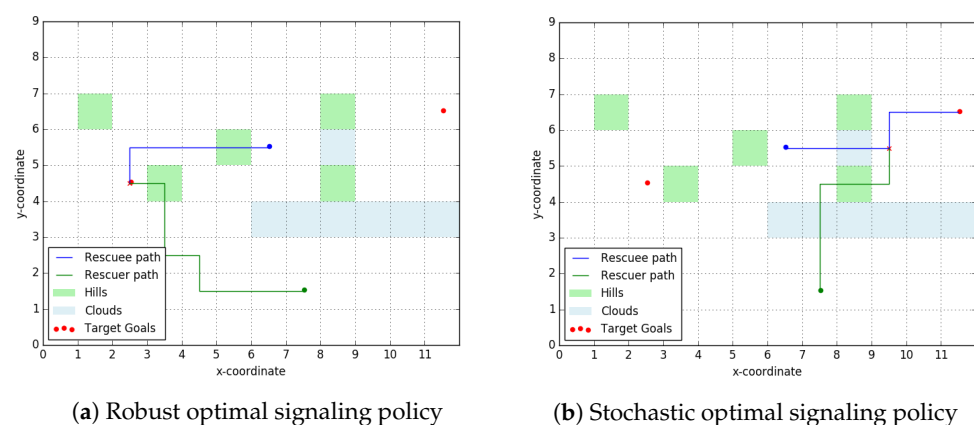 9
8
7
6
5
4
3
2
1
0
y-coordinate
Rescuee path
Rescuer path
Hills
Clouds
Target Goals
0 1 2 3 4 5 6 7 8 9 10 11
x-coordinate
(a) Robust optimal signaling policy
9
8
7
6
5
4
3
2
1
0
y-coordinate
Rescuee path
Rescuer path
Hills
Clouds
Target Goals
0 1 2 3 4 5 6 7 8 9 10 11
x-coordinate
(b) Stochastic optimal signaling policy